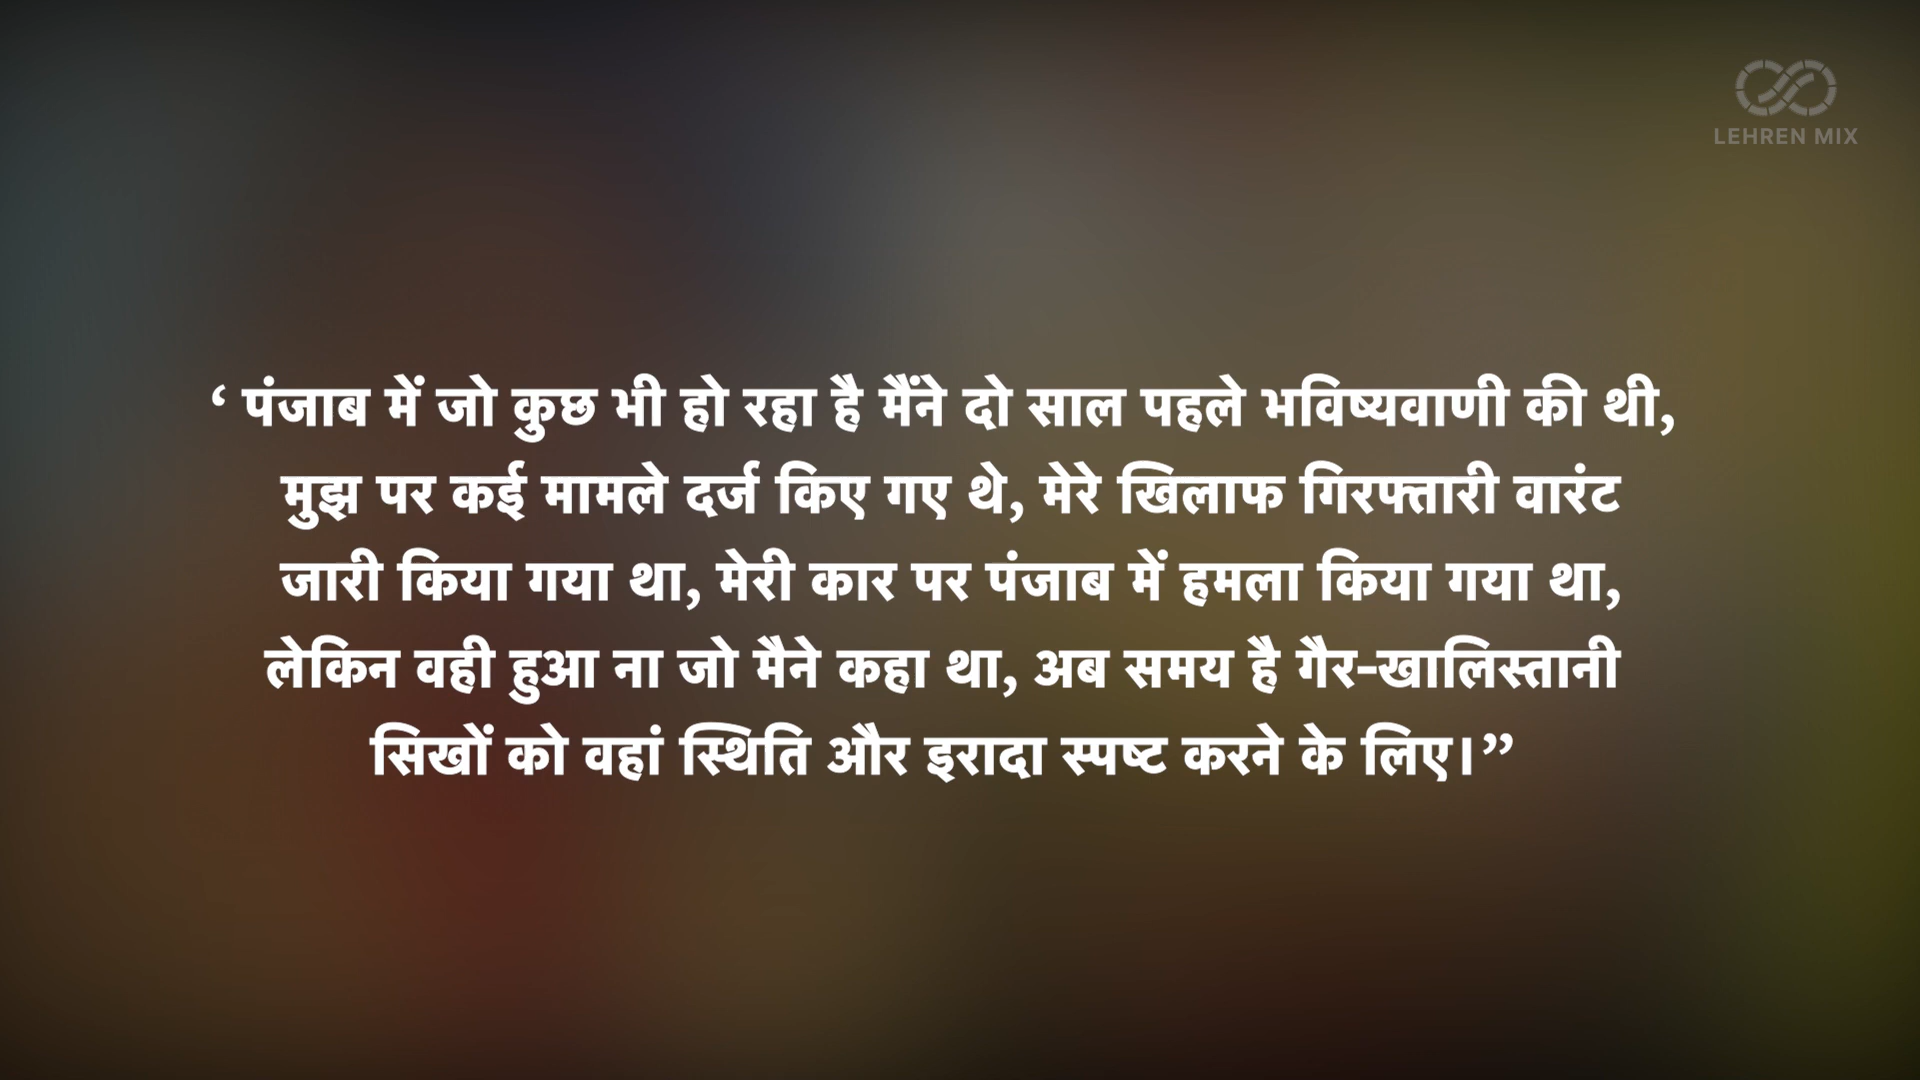 LEHREN MIX
‘ पंजाब में जो कुछ भी हो रहा है मैंने दो साल पहले भविष्यवाणी की थी,
मुझ पर कई मामले दर्ज किए गए थे, मेरे खिलाफ गिरफ्तारी वारंट
जारी किया गया था, मेरी कार पर पंजाब में हमला किया गया था,
लेकिन वही हुआ ना जो मैने कहा था, अब समय है गैर-खालिस्तानी
सिखों को वहां स्थिति और इरादा स्पष्ट करने के लिए।”